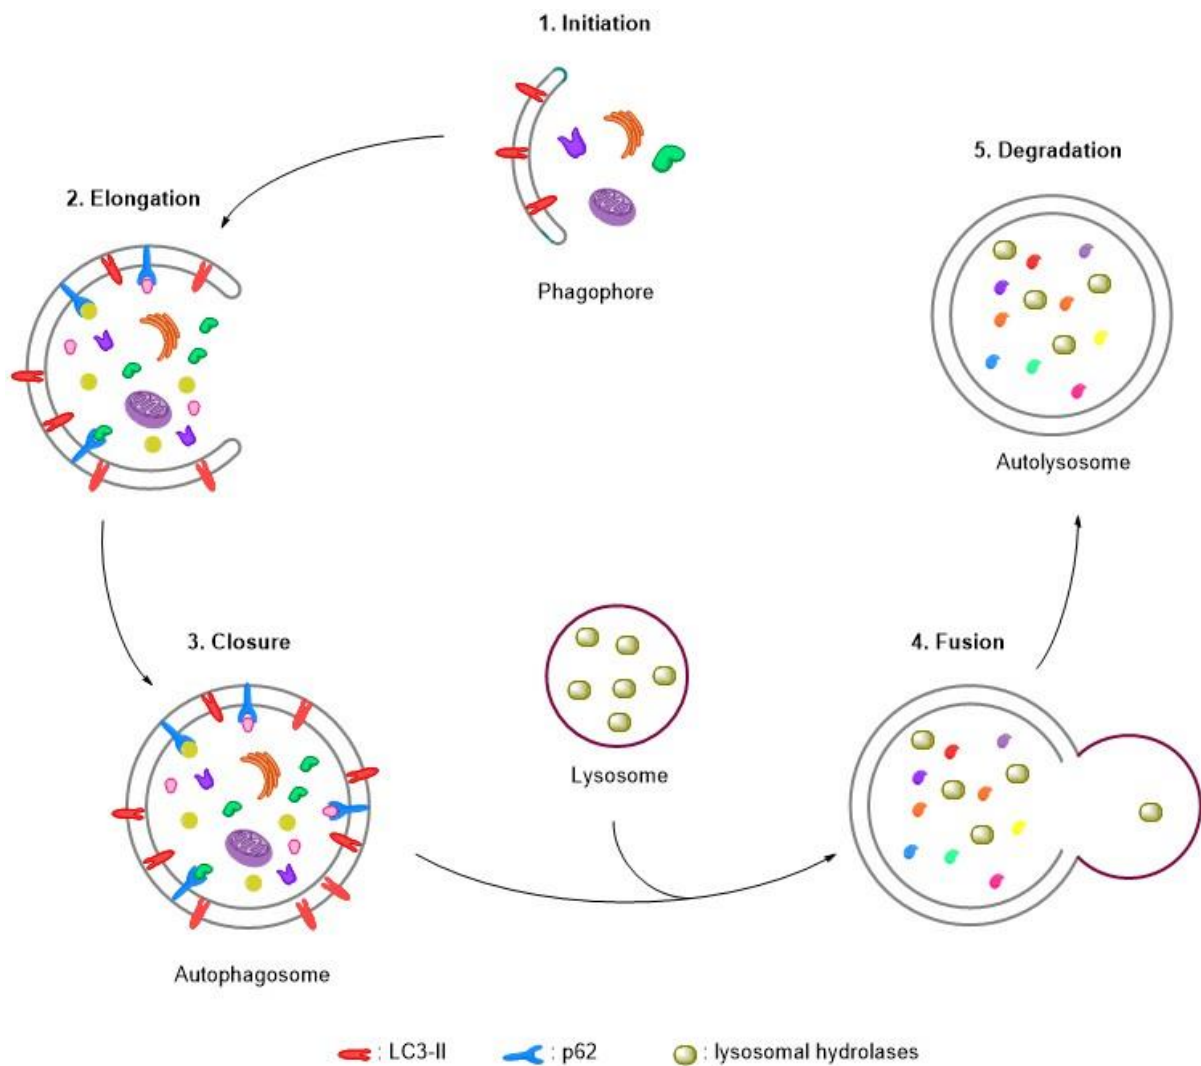 1. Initiation
Phagophore
2. Elongation
3. Closure
Autophagosome
Lysosome
4. Fusion
5. Degradation
Autolysosome
: LC3-II
: p62
: lysosomal hydrolases